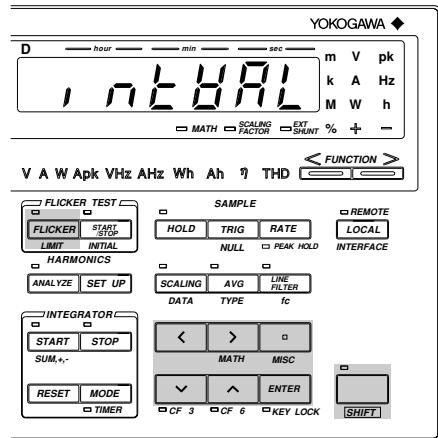 YOKOGAWA
D hour min sec
m V pk
intVAL
k A Hz
M W h
MATH SCALING FACTOR EXT SHUNT % + −
V A W Apk VHz AHz Wh Ah η THD < FUNCTION >
FLICKER TEST SAMPLE REMOTE
FLICKER START /STOP HOLD TRIG RATE LOCAL
LIMIT INITIAL NULL PEAK HOLD INTERFACE
HARMONICS
ANALYZE SET UP SCALING AVG LINE FILTER
DATA TYPE fc
INTEGRATOR
START STOP < >
SUM,+,- MATH MISC
RESET MODE ENTER
TIMER CF 3 CF 6 KEY LOCK SHIFT